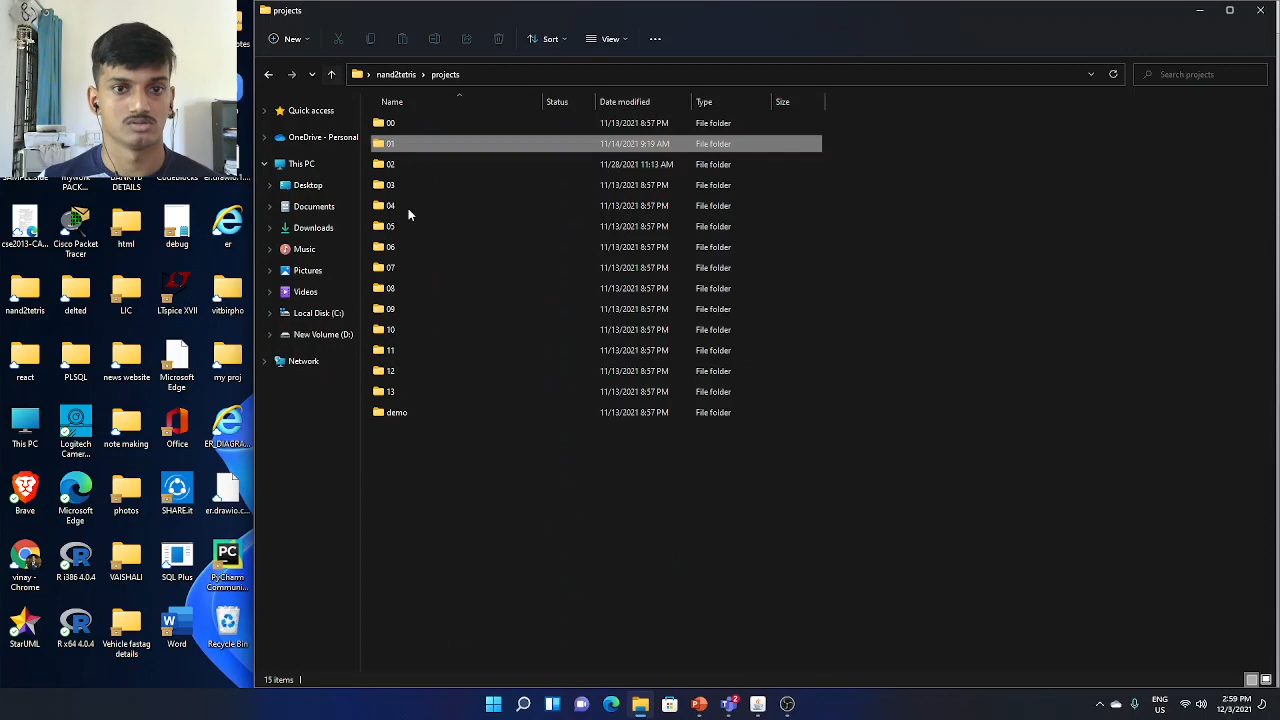 projects
New
Sort
View
nand2tetris
projects
Search projects
Name
Status
Date modified
Type
Size
Quick access
OneDrive - Personal
This PC
Desktop
Documents
Downloads
Music
Pictures
Videos
Local Disk (C:)
New Volume (D:)
Network
00 11/13/2021 8:57 PM File folder
01 11/14/2021 9:19 AM File folder
02 11/28/2021 11:13 AM File folder
03 11/13/2021 8:57 PM File folder
04 11/13/2021 8:57 PM File folder
05 11/13/2021 8:57 PM File folder
06 11/13/2021 8:57 PM File folder
07 11/13/2021 8:57 PM File folder
08 11/13/2021 8:57 PM File folder
09 11/13/2021 8:57 PM File folder
10 11/13/2021 8:57 PM File folder
11 11/13/2021 8:57 PM File folder
12 11/13/2021 8:57 PM File folder
13 11/13/2021 8:57 PM File folder
demo 11/13/2021 8:57 PM File folder
PACK...
DETAILS
cse2013-CA...
Cisco Packet
Tracer
html
debug
er
nand2tetris
delted
LIC
LTspice XVII
vitbirpho
react
PLSQL
news website
Microsoft
Edge
my proj
This PC
Logitech
Camer...
note making
Office
ER_DIAGRA...
Brave
Microsoft
Edge
photos
SHARE.it
er.drawio.c...
vinay -
Chrome
R i386 4.0.4
VAISHALI
SQL Plus
PyCharm
Communi...
StarUML
R x64 4.0.4
Vehicle fastag
details
Word
Recycle Bin
15 items
ENG
US
2:59 PM
12/3/2021